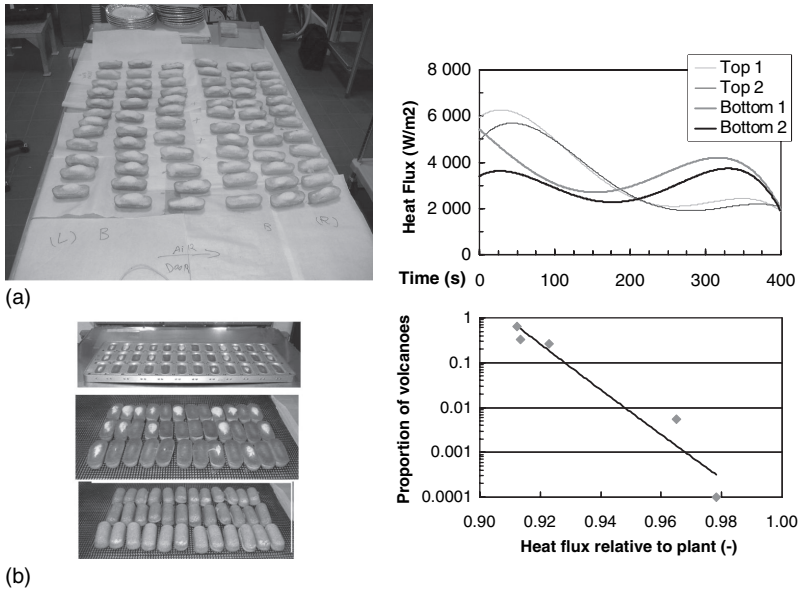 (L) B
B (R)
AIR
DROP
(a)
(b)
8 000
6 000
4 000
2 000
0
Heat Flux (W/m2)
Top 1
Top 2
Bottom 1
Bottom 2
Time (s) 0 100 200 300 400
1
0.1
0.01
0.001
0.0001
Proportion of volcanoes
0.90 0.92 0.94 0.96 0.98 1.00
Heat flux relative to plant (-)